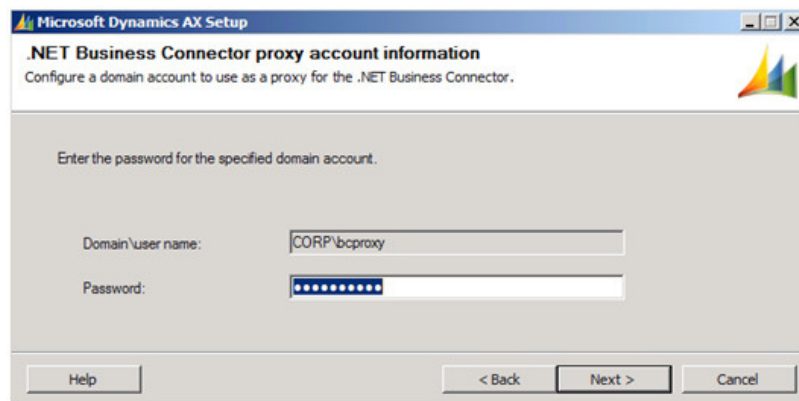 Microsoft Dynamics AX Setup
.NET Business Connector proxy account information
Configure a domain account to use as a proxy for the .NET Business Connector.
Enter the password for the specified domain account.
Domain\user name: CORP\bcproxy
Password: ●●●●●●●●●●
Help < Back Next > Cancel